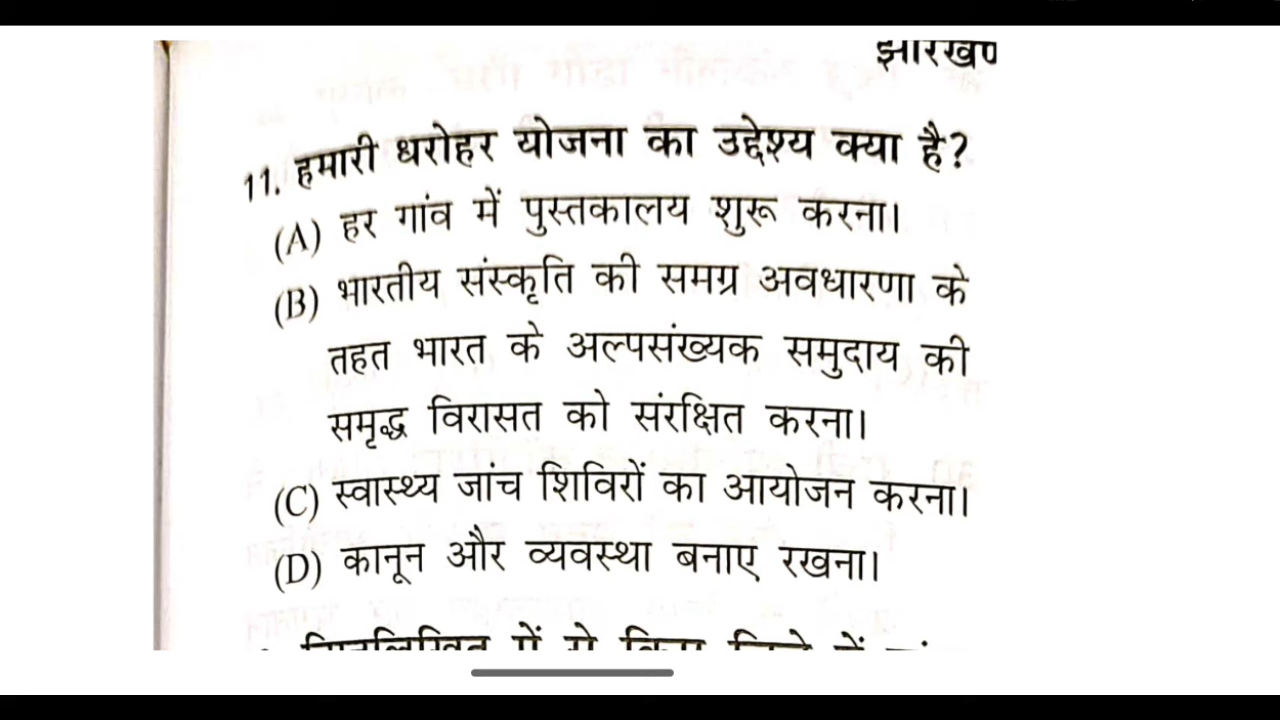 11. हमारी धरोहर योजना का उद्देश्य क्या है?
(A) हर गांव में पुस्तकालय शुरू करना।
(B) भारतीय संस्कृति की समग्र अवधारणा के
तहत भारत के अल्पसंख्यक समुदाय की
समृद्ध विरासत को संरक्षित करना।
(C) स्वास्थ्य जांच शिविरों का आयोजन करना।
(D) कानून और व्यवस्था बनाए रखना।